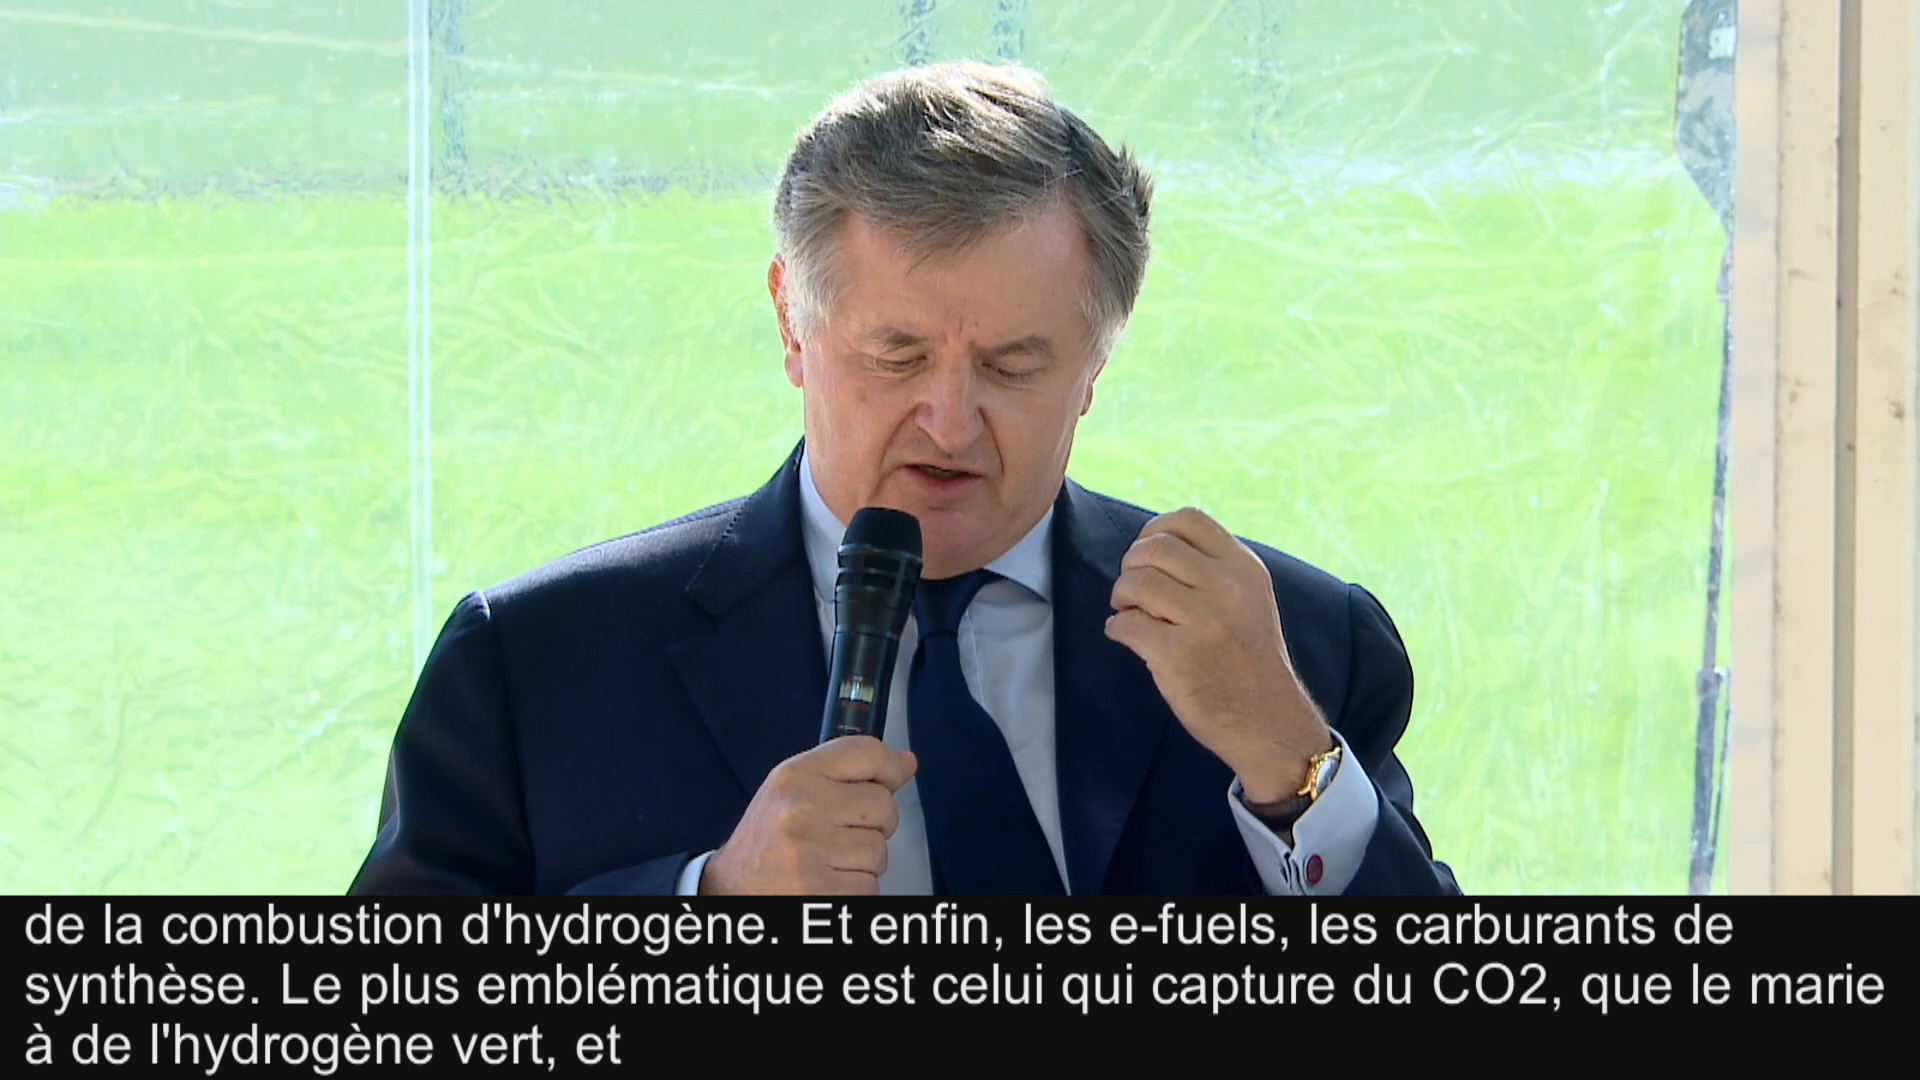 de la combustion d'hydrogène. Et enfin, les e-fuels, les carburants de
synthèse. Le plus emblématique est celui qui capture du CO2, que le marie
à de l'hydrogène vert, et